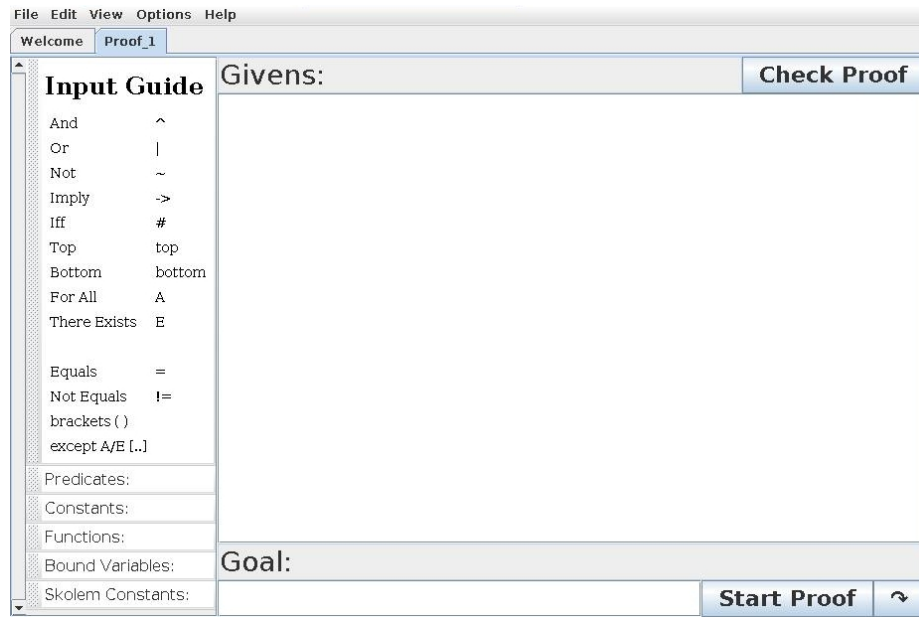 File Edit View Options Help
Welcome Proof_1
Input Guide
And ^
Or |
Not ~
Imply ->
Iff #
Top top
Bottom bottom
For All A
There Exists E
Equals =
Not Equals !=
brackets ( )
except A/E [..]
Predicates:
Constants:
Functions:
Bound Variables:
Skolem Constants:
Givens:
Check Proof
Goal:
Start Proof